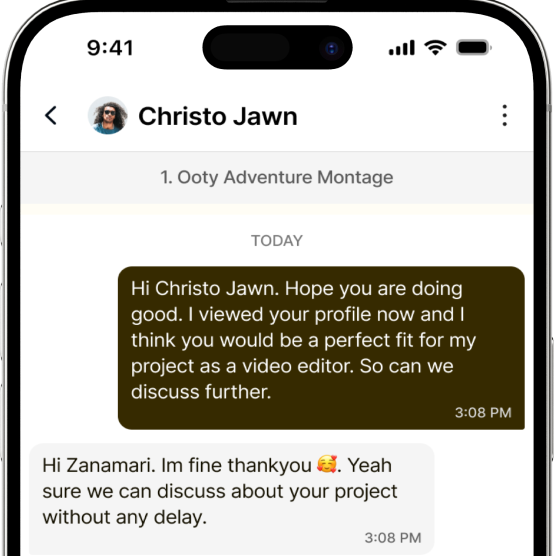 9:41
Christo Jawn
1. Ooty Adventure Montage
TODAY
Hi Christo Jawn. Hope you are doing
good. I viewed your profile now and I
think you would be a perfect fit for my
project as a video editor. So can we
discuss further.
3:08 PM
Hi Zanamari. Im fine thankyou 🥰. Yeah
sure we can discuss about your project
without any delay.
3:08 PM